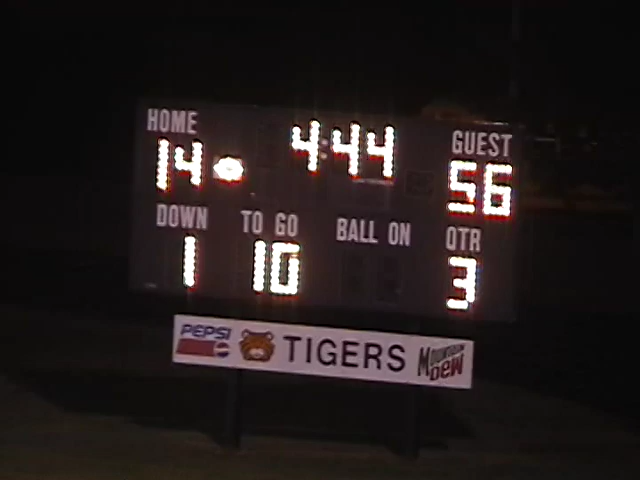 HOME 4:44 GUEST
14 56
DOWN TO GO BALL ON QTR
1 10 3
PEPSI TIGERS MOUNTAIN DEW